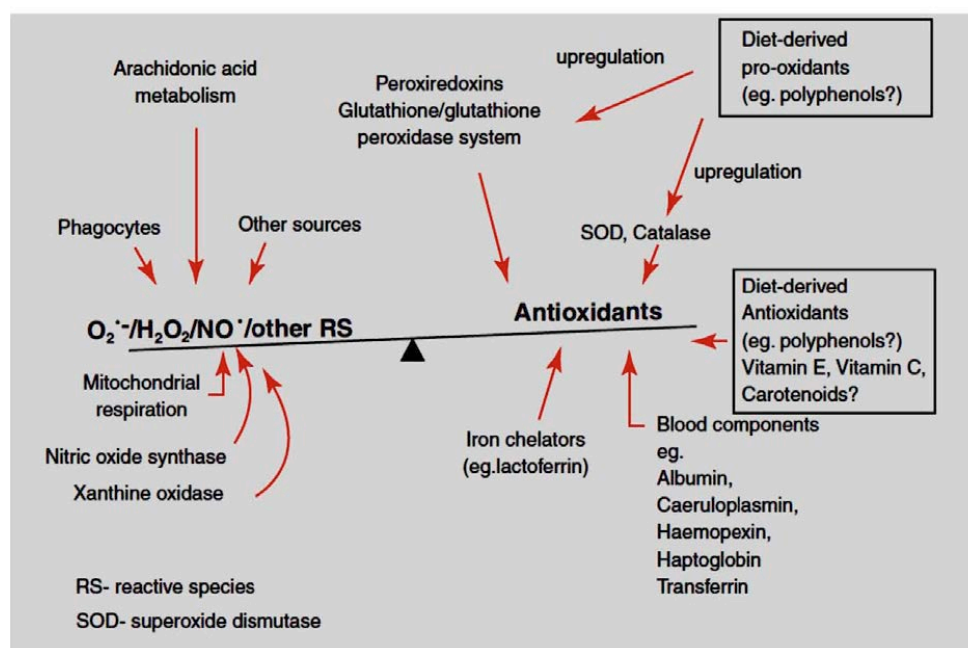 Arachidonic acid
metabolism
Peroxiredoxins
Glutathione/glutathione
peroxidase system
upregulation
Diet-derived
pro-oxidants
(eg. polyphenols?)
upregulation
Phagocytes
Other sources
SOD, Catalase
O₂˙⁻/H₂O₂/NO˙/other RS
Antioxidants
Diet-derived
Antioxidants
(eg. polyphenols?)
Vitamin E, Vitamin C,
Carotenoids?
Mitochondrial
respiration
Nitric oxide synthase
Xanthine oxidase
Iron chelators
(eg.lactoferrin)
Blood components
eg.
Albumin,
Caeruloplasmin,
Haemopexin,
Haptoglobin
Transferrin
RS- reactive species
SOD- superoxide dismutase